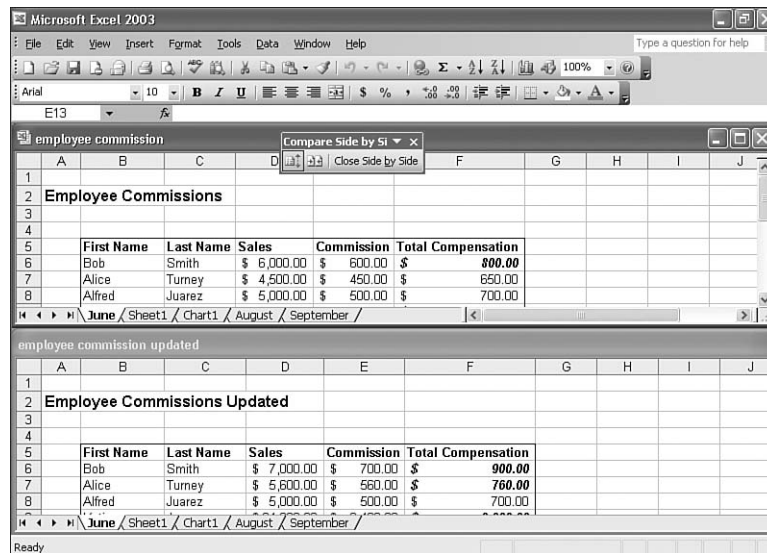 Microsoft Excel 2003
File Edit View Insert Format Tools Data Window Help Type a question for help
100%
Arial 10 B I U $ % , A
E13 fx
employee commission
Compare Side by Si
Close Side by Side
A B C D F G H I J
1
2 Employee Commissions
3
4
5 First Name Last Name Sales Commission Total Compensation
6 Bob Smith $ 6,000.00 $ 600.00 $ 800.00
7 Alice Turney $ 4,500.00 $ 450.00 $ 650.00
8 Alfred Juarez $ 5,000.00 $ 500.00 $ 700.00
June Sheet1 Chart1 August September
employee commission updated
A B C D E F G H I J
1
2 Employee Commissions Updated
3
4
5 First Name Last Name Sales Commission Total Compensation
6 Bob Smith $ 7,000.00 $ 700.00 $ 900.00
7 Alice Turney $ 5,600.00 $ 560.00 $ 760.00
8 Alfred Juarez $ 5,000.00 $ 500.00 $ 700.00
June Sheet1 Chart1 August September
Ready